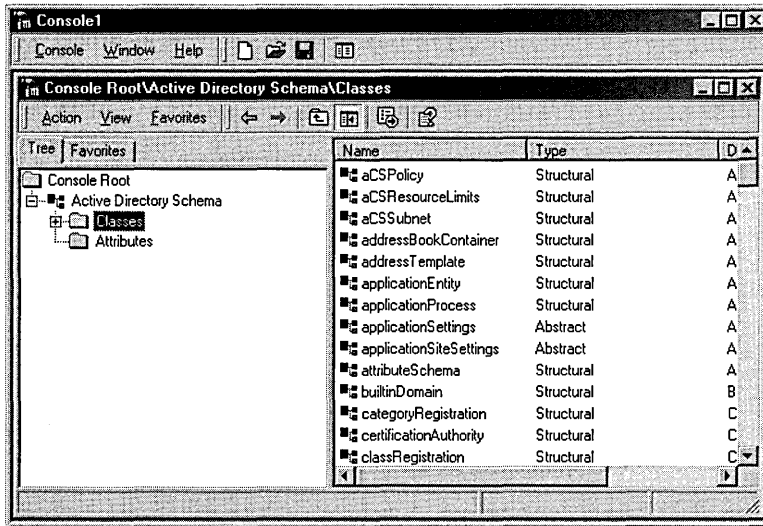 Console1
Console Window Help
Console Root\Active Directory Schema\Classes
Action View Favorites
Tree Favorites
Console Root
Active Directory Schema
Classes
Attributes
Name Type D
aCSPolicy Structural A
aCSResourceLimits Structural A
aCSSubnet Structural A
addressBookContainer Structural A
addressTemplate Structural A
applicationEntity Structural A
applicationProcess Structural A
applicationSettings Abstract A
applicationSiteSettings Abstract A
attributeSchema Structural A
builtinDomain Structural B
categoryRegistration Structural C
certificationAuthority Structural C
classRegistration Structural C